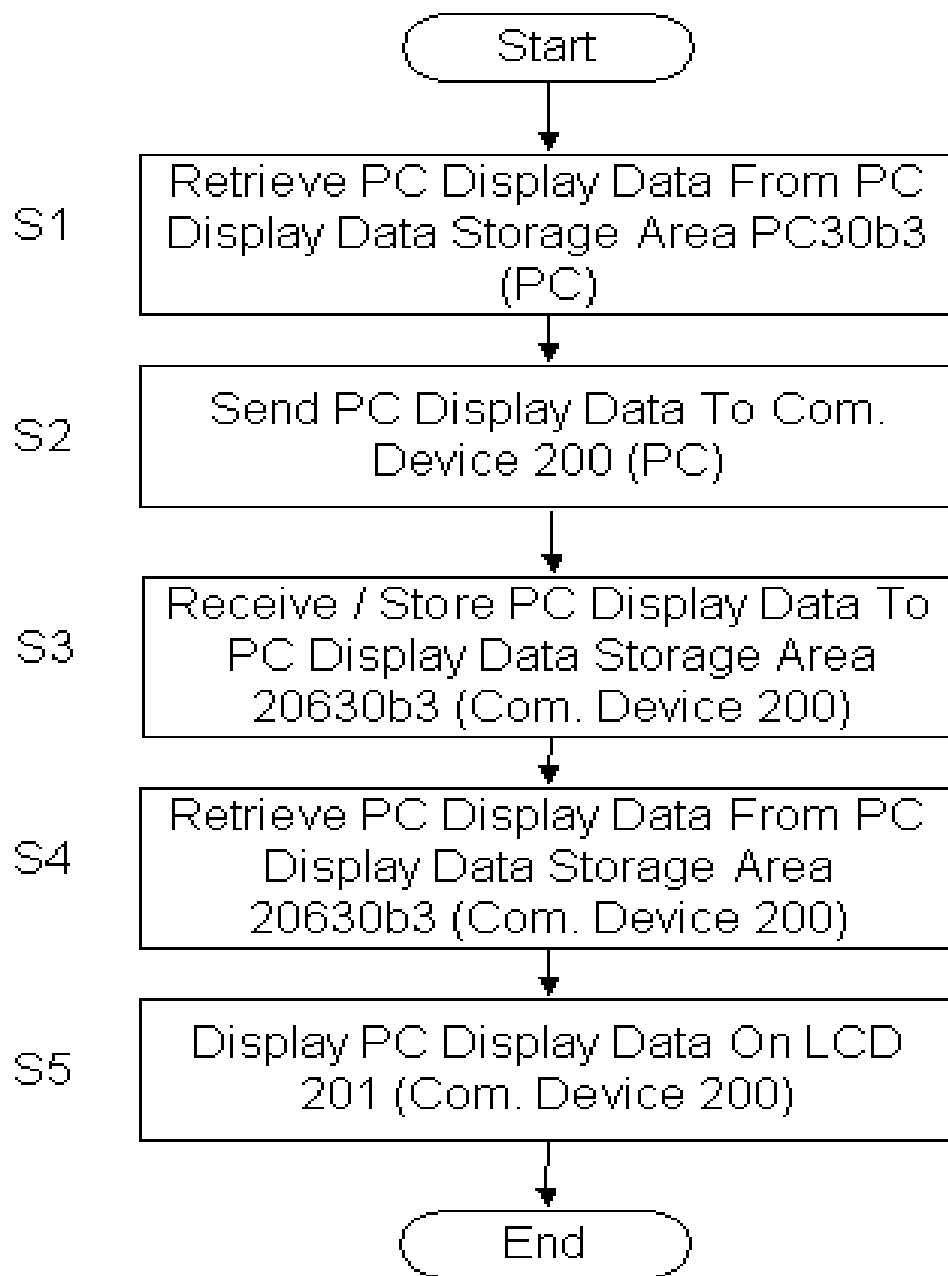 Start
S1
Retrieve PC Display Data From PC
Display Data Storage Area PC30b3
(PC)
S2
Send PC Display Data To Com.
Device 200 (PC)
S3
Receive / Store PC Display Data To
PC Display Data Storage Area
20630b3 (Com. Device 200)
S4
Retrieve PC Display Data From PC
Display Data Storage Area
20630b3 (Com. Device 200)
S5
Display PC Display Data On LCD
201 (Com. Device 200)
End